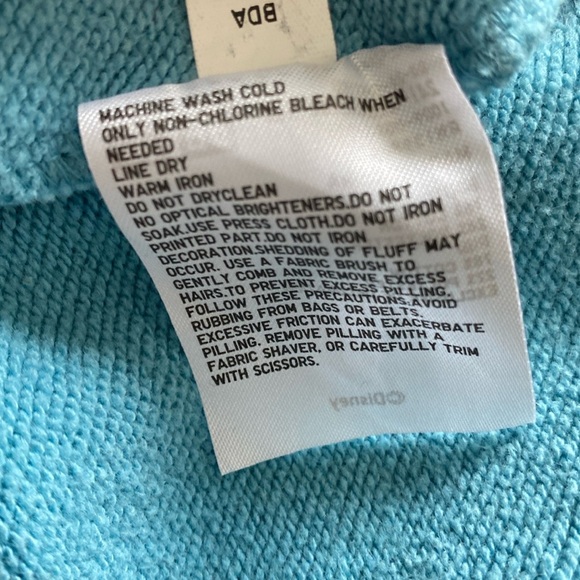 BDA
MACHINE WASH COLD
ONLY NON-CHLORINE BLEACH WHEN
NEEDED
LINE DRY
WARM IRON
DO NOT DRYCLEAN
NO OPTICAL BRIGHTENERS.DO NOT
SOAK.USE PRESS CLOTH.DO NOT IRON
PRINTED PART.DO NOT IRON
DECORATION.SHEDDING OF FLUFF MAY
OCCUR. USE A FABRIC BRUSH TO
GENTLY COMB AND REMOVE EXCESS
HAIRS.TO PREVENT EXCESS PILLING,
FOLLOW THESE PRECAUTIONS.AVOID
RUBBING FROM BAGS OR BELTS.
EXCESSIVE FRICTION CAN EXACERBATE
PILLING. REMOVE PILLING WITH A
FABRIC SHAVER, OR CAREFULLY TRIM
WITH SCISSORS.
©Disney